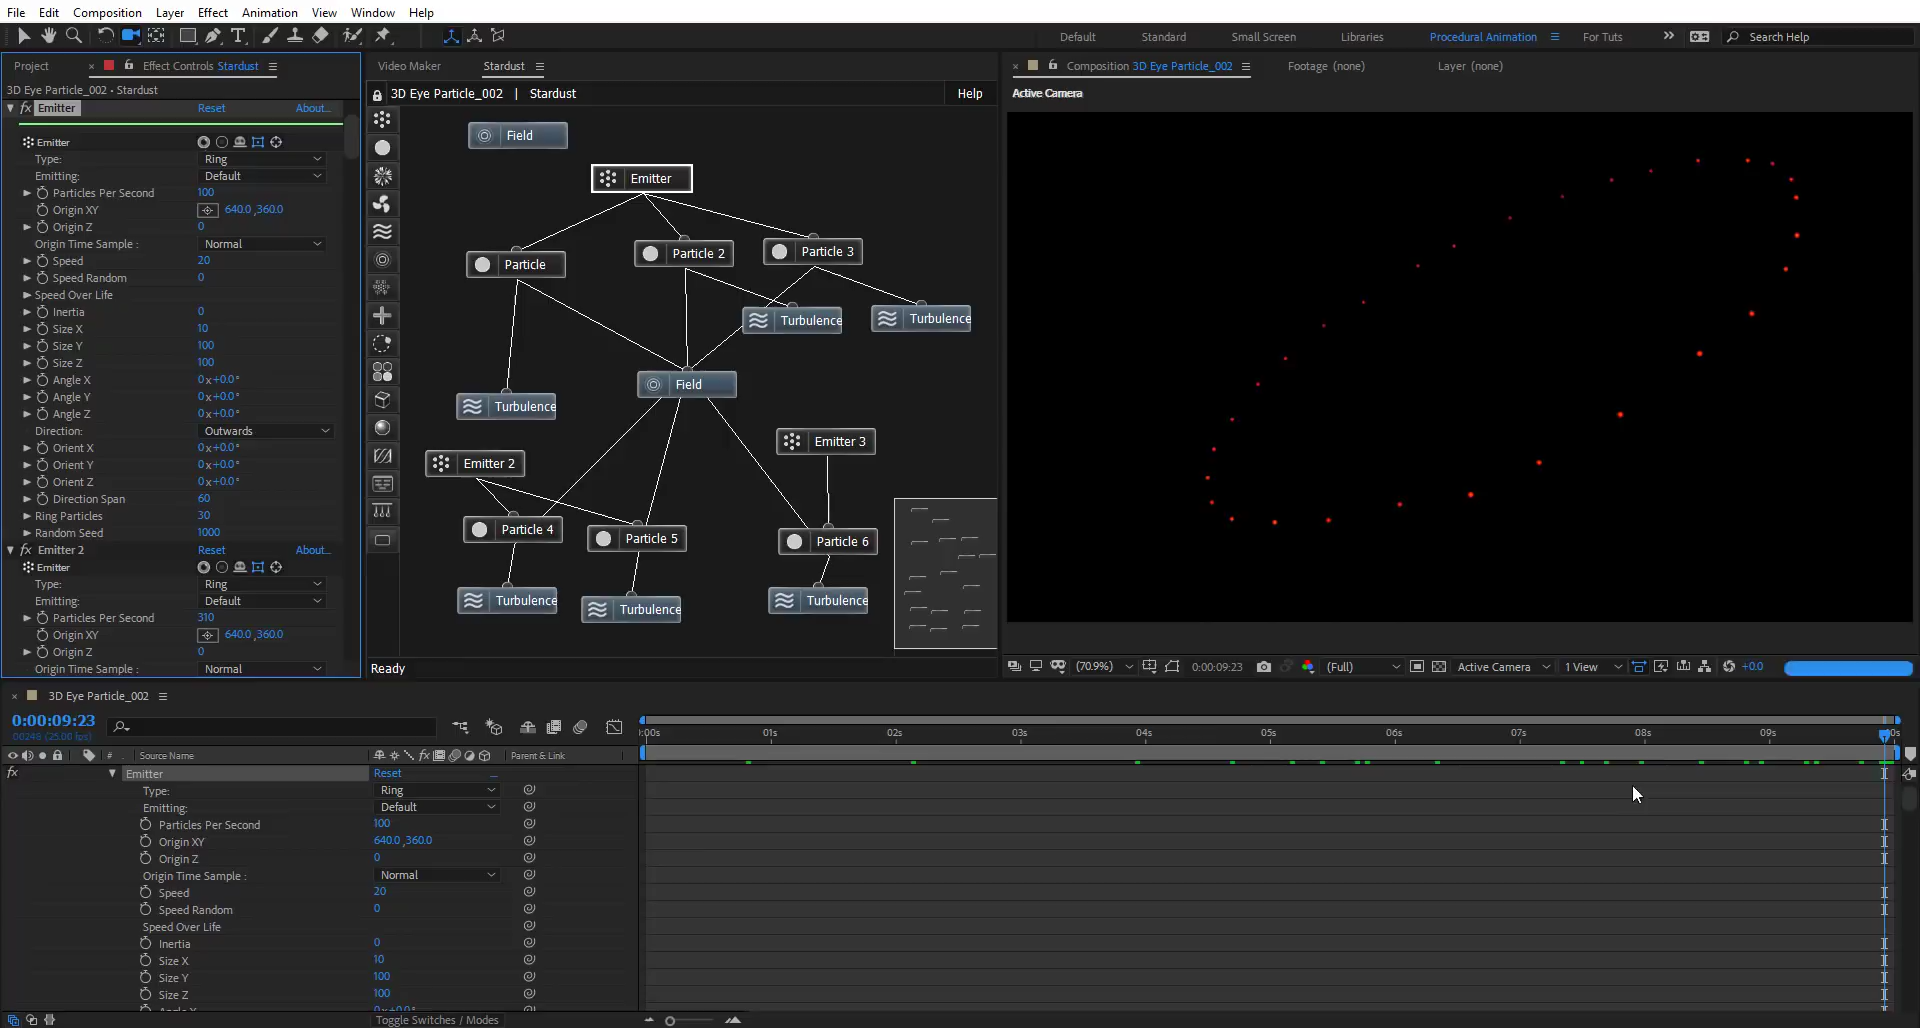 File Edit Composition Layer Effect Animation View Window Help
Default Standard Small Screen Libraries Procedural Animation For Tuts Search Help
Project Effect Controls Stardust
3D Eye Particle_002 • Stardust
Emitter Reset About...
Emitter
Type: Ring
Emitting: Default
Particles Per Second 100
Origin XY 640.0 ,360.0
Origin Z 0
Origin Time Sample : Normal
Speed 20
Speed Random 0
Speed Over Life
Inertia 0
Size X 10
Size Y 100
Size Z 100
Angle X 0x+0.0°
Angle Y 0x+0.0°
Angle Z 0x+0.0°
Direction: Outwards
Orient X 0x+0.0°
Orient Y 0x+0.0°
Orient Z 0x+0.0°
Direction Span 60
Ring Particles 30
Random Seed 1000
Emitter 2 Reset About...
Emitter
Type: Ring
Emitting: Default
Particles Per Second 310
Origin XY 640.0 ,360.0
Origin Z 0
Origin Time Sample : Normal
Video Maker Stardust
3D Eye Particle_002 | Stardust Help
Field
Emitter
Particle Particle 2 Particle 3
Turbulence Turbulence
Field
Turbulence
Emitter 3
Emitter 2
Particle 4 Particle 5 Particle 6
Turbulence Turbulence Turbulence
Ready
Composition 3D Eye Particle_002 Footage (none) Layer (none)
Active Camera
(70.9%) 0:00:09:23 (Full) Active Camera 1 View +0.0
3D Eye Particle_002
0:00:09:23
00248 (25.00 fps)
:00s 01s 02s 03s 04s 05s 06s 07s 08s 09s 0s
# Source Name fx Parent & Link
fx Emitter Reset ...
Type: Ring
Emitting: Default
Particles Per Second 100
Origin XY 640.0 ,360.0
Origin Z 0
Origin Time Sample : Normal
Speed 20
Speed Random 0
Speed Over Life
Inertia 0
Size X 10
Size Y 100
Size Z 100
Toggle Switches / Modes